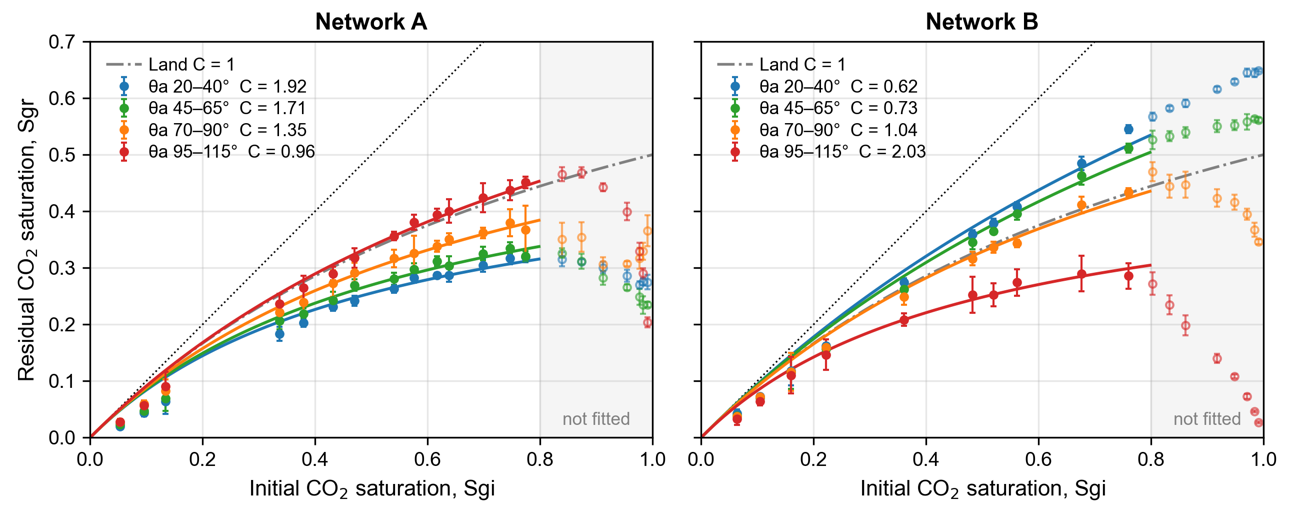 Network A
Network B
Residual CO₂ saturation, Sgr
0.7
0.6
0.5
0.4
0.3
0.2
0.1
0.0
Land C = 1
θa 20–40° C = 1.92
θa 45–65° C = 1.71
θa 70–90° C = 1.35
θa 95–115° C = 0.96
not fitted
0.0 0.2 0.4 0.6 0.8 1.0
Initial CO₂ saturation, Sgi
Land C = 1
θa 20–40° C = 0.62
θa 45–65° C = 0.73
θa 70–90° C = 1.04
θa 95–115° C = 2.03
not fitted
0.0 0.2 0.4 0.6 0.8 1.0
Initial CO₂ saturation, Sgi